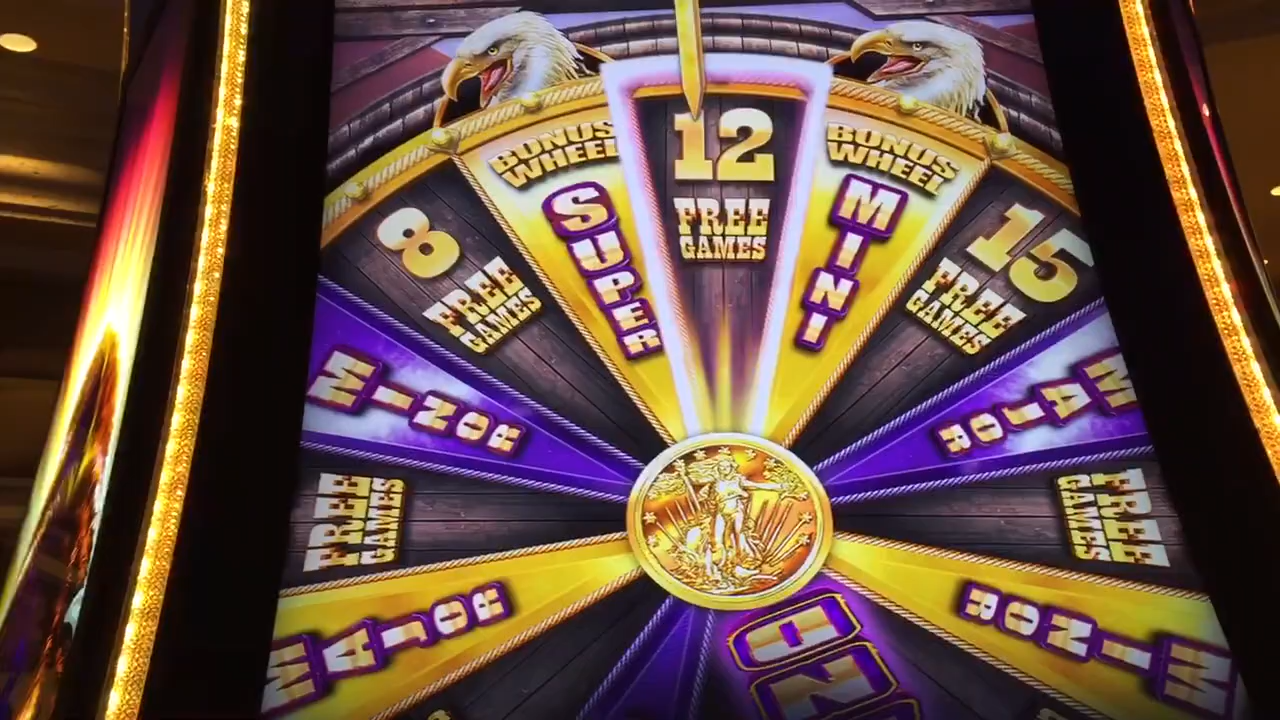 BONUS
WHEEL
SUPER
12
FREE
GAMES
BONUS
WHEEL
MINI
8
FREE
GAMES
15
FREE
GAMES
MINOR
MAJOR
FREE
GAMES
FREE
GAMES
MAJOR
MINOR